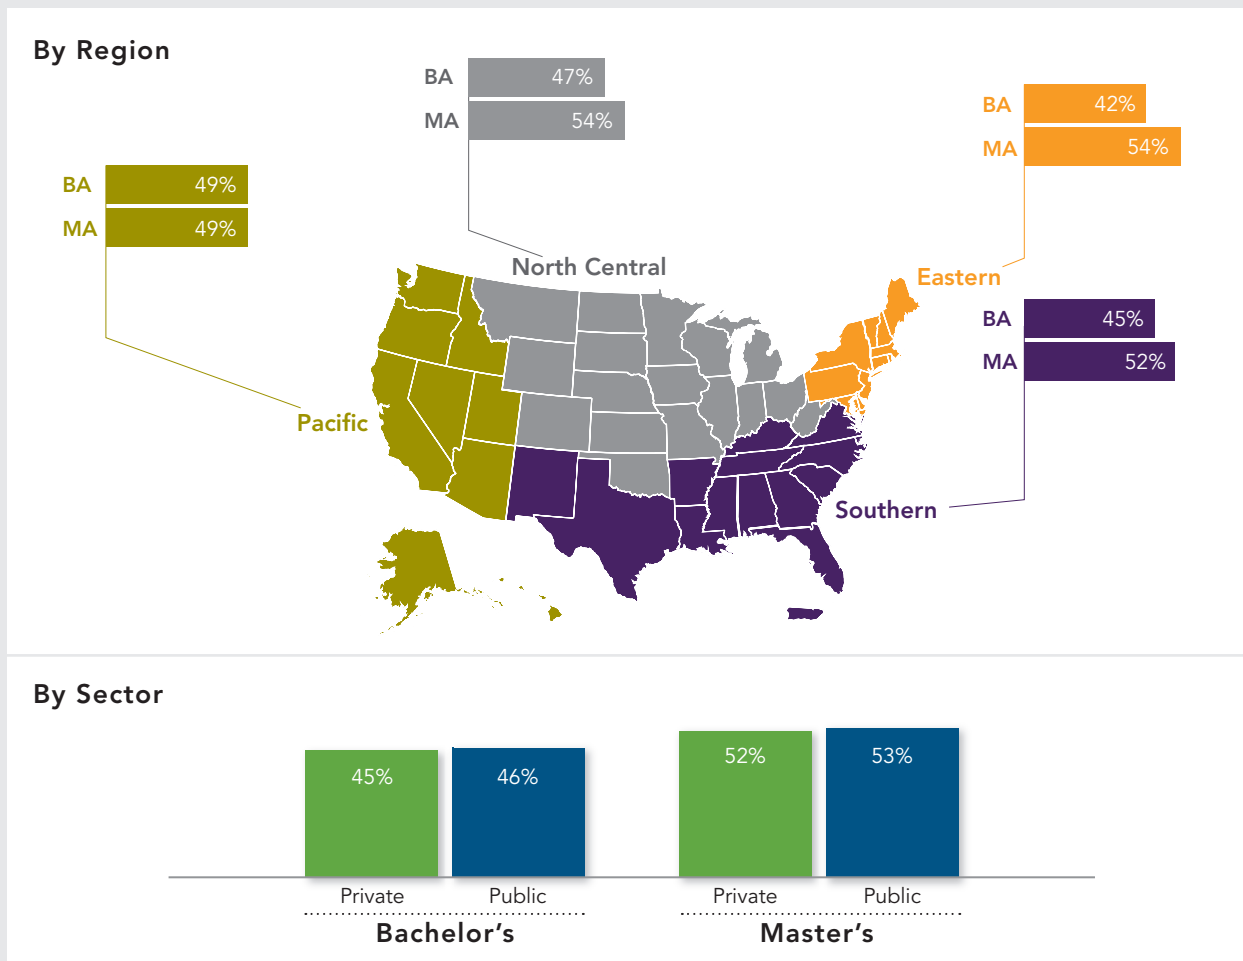 By Region
BA 47%
MA 54%
BA 42%
MA 54%
BA 49%
MA 49%
North Central
Eastern
BA 45%
MA 52%
Pacific
Southern
By Sector
45% 46% 52% 53%
Private Public Private Public
Bachelor’s Master’s